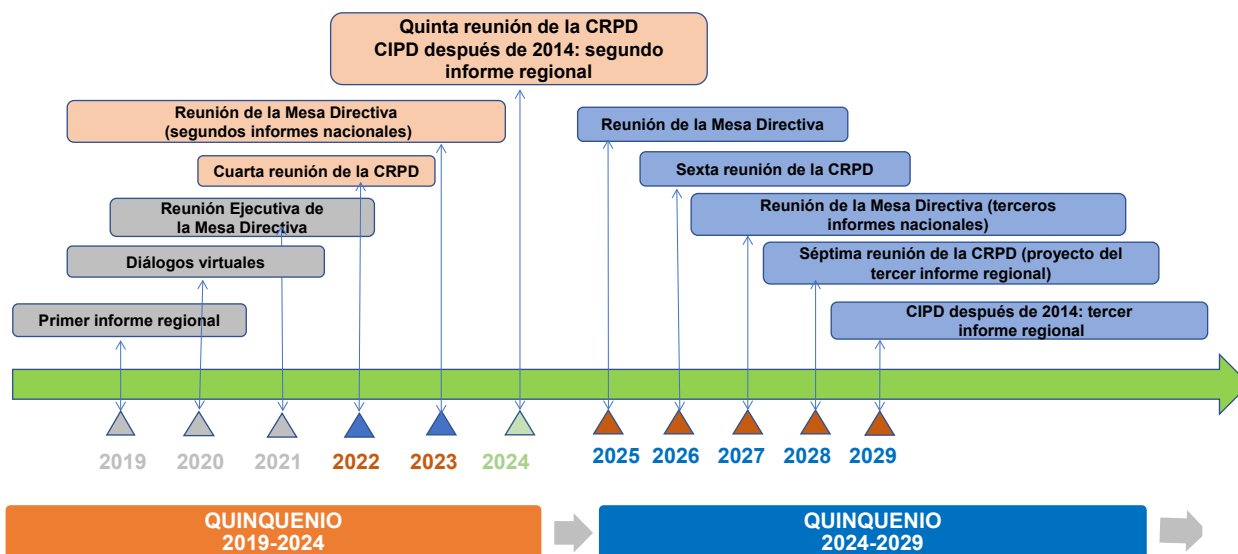 Quinta reunión de la CRPD
CIPD después de 2014: segundo
informe regional
Reunión de la Mesa Directiva
(segundos informes nacionales)
Cuarta reunión de la CRPD
Reunión Ejecutiva de
la Mesa Directiva
Diálogos virtuales
Primer informe regional
Reunión de la Mesa Directiva
Sexta reunión de la CRPD
Reunión de la Mesa Directiva (terceros
informes nacionales)
Séptima reunión de la CRPD (proyecto del
tercer informe regional)
CIPD después de 2014: tercer
informe regional
2019 2020 2021 2022 2023 2024 2025 2026 2027 2028 2029
QUINQUENIO
2019-2024
QUINQUENIO
2024-2029